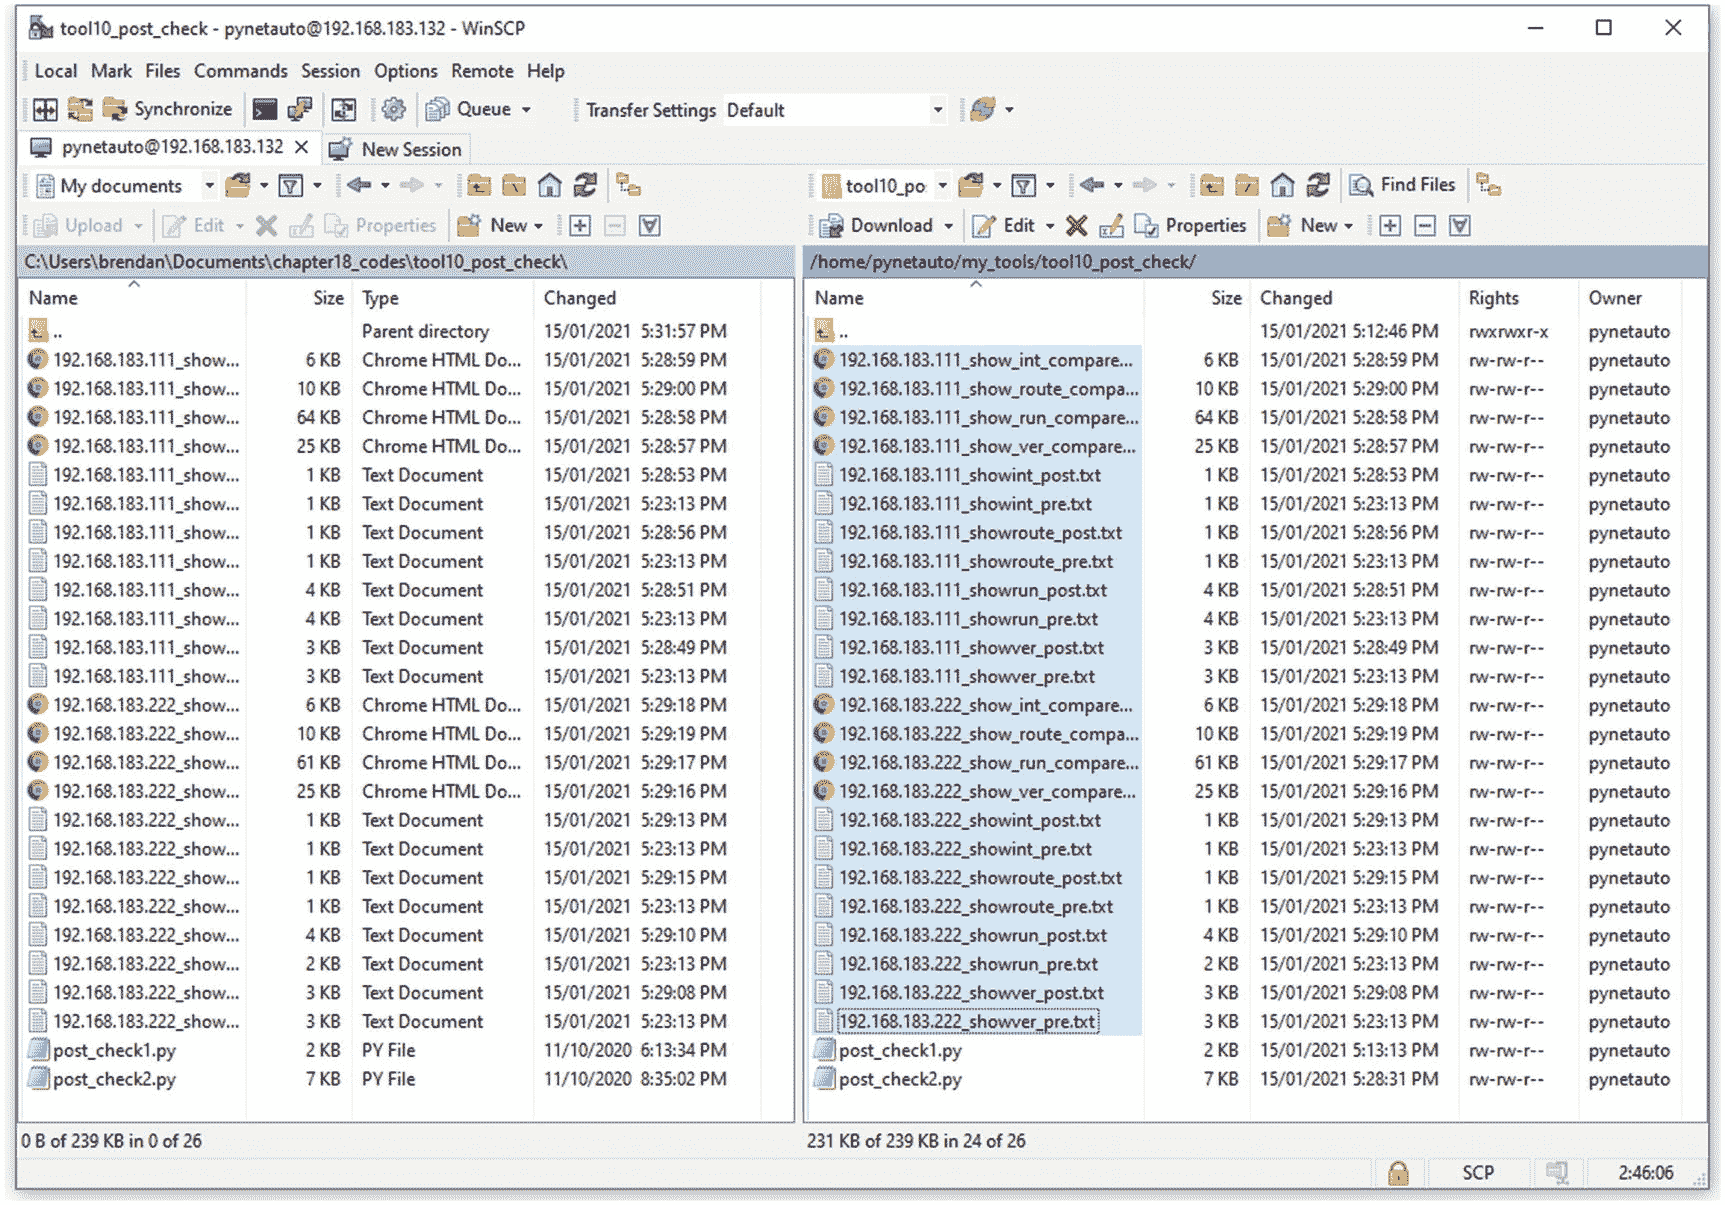 tool10_post_check - pynetauto@192.168.183.132 - WinSCP
Local Mark Files Commands Session Options Remote Help
Synchronize Queue Transfer Settings Default
pynetauto@192.168.183.132 New Session
My documents
Upload Edit Properties New
C:\Users\brendan\Documents\chapter18_codes\tool10_post_check\
Name Size Type Changed
.. Parent directory 15/01/2021 5:31:57 PM
192.168.183.111_show... 6 KB Chrome HTML Do... 15/01/2021 5:28:59 PM
192.168.183.111_show... 10 KB Chrome HTML Do... 15/01/2021 5:29:00 PM
192.168.183.111_show... 64 KB Chrome HTML Do... 15/01/2021 5:28:58 PM
192.168.183.111_show... 25 KB Chrome HTML Do... 15/01/2021 5:28:57 PM
192.168.183.111_show... 1 KB Text Document 15/01/2021 5:28:53 PM
192.168.183.111_show... 1 KB Text Document 15/01/2021 5:23:13 PM
192.168.183.111_show... 1 KB Text Document 15/01/2021 5:28:56 PM
192.168.183.111_show... 1 KB Text Document 15/01/2021 5:23:13 PM
192.168.183.111_show... 4 KB Text Document 15/01/2021 5:28:51 PM
192.168.183.111_show... 4 KB Text Document 15/01/2021 5:23:13 PM
192.168.183.111_show... 3 KB Text Document 15/01/2021 5:28:49 PM
192.168.183.111_show... 3 KB Text Document 15/01/2021 5:23:13 PM
192.168.183.222_show... 6 KB Chrome HTML Do... 15/01/2021 5:29:18 PM
192.168.183.222_show... 10 KB Chrome HTML Do... 15/01/2021 5:29:19 PM
192.168.183.222_show... 61 KB Chrome HTML Do... 15/01/2021 5:29:17 PM
192.168.183.222_show... 25 KB Chrome HTML Do... 15/01/2021 5:29:16 PM
192.168.183.222_show... 1 KB Text Document 15/01/2021 5:29:13 PM
192.168.183.222_show... 1 KB Text Document 15/01/2021 5:23:13 PM
192.168.183.222_show... 1 KB Text Document 15/01/2021 5:29:15 PM
192.168.183.222_show... 1 KB Text Document 15/01/2021 5:23:13 PM
192.168.183.222_show... 4 KB Text Document 15/01/2021 5:29:10 PM
192.168.183.222_show... 2 KB Text Document 15/01/2021 5:23:13 PM
192.168.183.222_show... 3 KB Text Document 15/01/2021 5:29:08 PM
192.168.183.222_show... 3 KB Text Document 15/01/2021 5:23:13 PM
post_check1.py 2 KB PY File 11/10/2020 6:13:34 PM
post_check2.py 7 KB PY File 11/10/2020 8:35:02 PM
0 B of 239 KB in 0 of 26
tool10_po Find Files
Download Edit Properties New
/home/pynetauto/my_tools/tool10_post_check/
Name Size Changed Rights Owner
.. 15/01/2021 5:12:46 PM rwxrwxr-x pynetauto
192.168.183.111_show_int_compare... 6 KB 15/01/2021 5:28:59 PM rw-rw-r-- pynetauto
192.168.183.111_show_route_compa... 10 KB 15/01/2021 5:29:00 PM rw-rw-r-- pynetauto
192.168.183.111_show_run_compare... 64 KB 15/01/2021 5:28:58 PM rw-rw-r-- pynetauto
192.168.183.111_show_ver_compare... 25 KB 15/01/2021 5:28:57 PM rw-rw-r-- pynetauto
192.168.183.111_showint_post.txt 1 KB 15/01/2021 5:28:53 PM rw-rw-r-- pynetauto
192.168.183.111_showint_pre.txt 1 KB 15/01/2021 5:23:13 PM rw-rw-r-- pynetauto
192.168.183.111_showroute_post.txt 1 KB 15/01/2021 5:28:56 PM rw-rw-r-- pynetauto
192.168.183.111_showroute_pre.txt 1 KB 15/01/2021 5:23:13 PM rw-rw-r-- pynetauto
192.168.183.111_showrun_post.txt 4 KB 15/01/2021 5:28:51 PM rw-rw-r-- pynetauto
192.168.183.111_showrun_pre.txt 4 KB 15/01/2021 5:23:13 PM rw-rw-r-- pynetauto
192.168.183.111_showver_post.txt 3 KB 15/01/2021 5:28:49 PM rw-rw-r-- pynetauto
192.168.183.111_showver_pre.txt 3 KB 15/01/2021 5:23:13 PM rw-rw-r-- pynetauto
192.168.183.222_show_int_compare... 6 KB 15/01/2021 5:29:18 PM rw-rw-r-- pynetauto
192.168.183.222_show_route_compa... 10 KB 15/01/2021 5:29:19 PM rw-rw-r-- pynetauto
192.168.183.222_show_run_compare... 61 KB 15/01/2021 5:29:17 PM rw-rw-r-- pynetauto
192.168.183.222_show_ver_compare... 25 KB 15/01/2021 5:29:16 PM rw-rw-r-- pynetauto
192.168.183.222_showint_post.txt 1 KB 15/01/2021 5:29:13 PM rw-rw-r-- pynetauto
192.168.183.222_showint_pre.txt 1 KB 15/01/2021 5:23:13 PM rw-rw-r-- pynetauto
192.168.183.222_showroute_post.txt 1 KB 15/01/2021 5:29:15 PM rw-rw-r-- pynetauto
192.168.183.222_showroute_pre.txt 1 KB 15/01/2021 5:23:13 PM rw-rw-r-- pynetauto
192.168.183.222_showrun_post.txt 4 KB 15/01/2021 5:29:10 PM rw-rw-r-- pynetauto
192.168.183.222_showrun_pre.txt 2 KB 15/01/2021 5:23:13 PM rw-rw-r-- pynetauto
192.168.183.222_showver_post.txt 3 KB 15/01/2021 5:29:08 PM rw-rw-r-- pynetauto
192.168.183.222_showver_pre.txt 3 KB 15/01/2021 5:23:13 PM rw-rw-r-- pynetauto
post_check1.py 2 KB 15/01/2021 5:13:13 PM rw-rw-r-- pynetauto
post_check2.py 7 KB 15/01/2021 5:28:31 PM rw-rw-r-- pynetauto
231 KB of 239 KB in 24 of 26
SCP 2:46:06